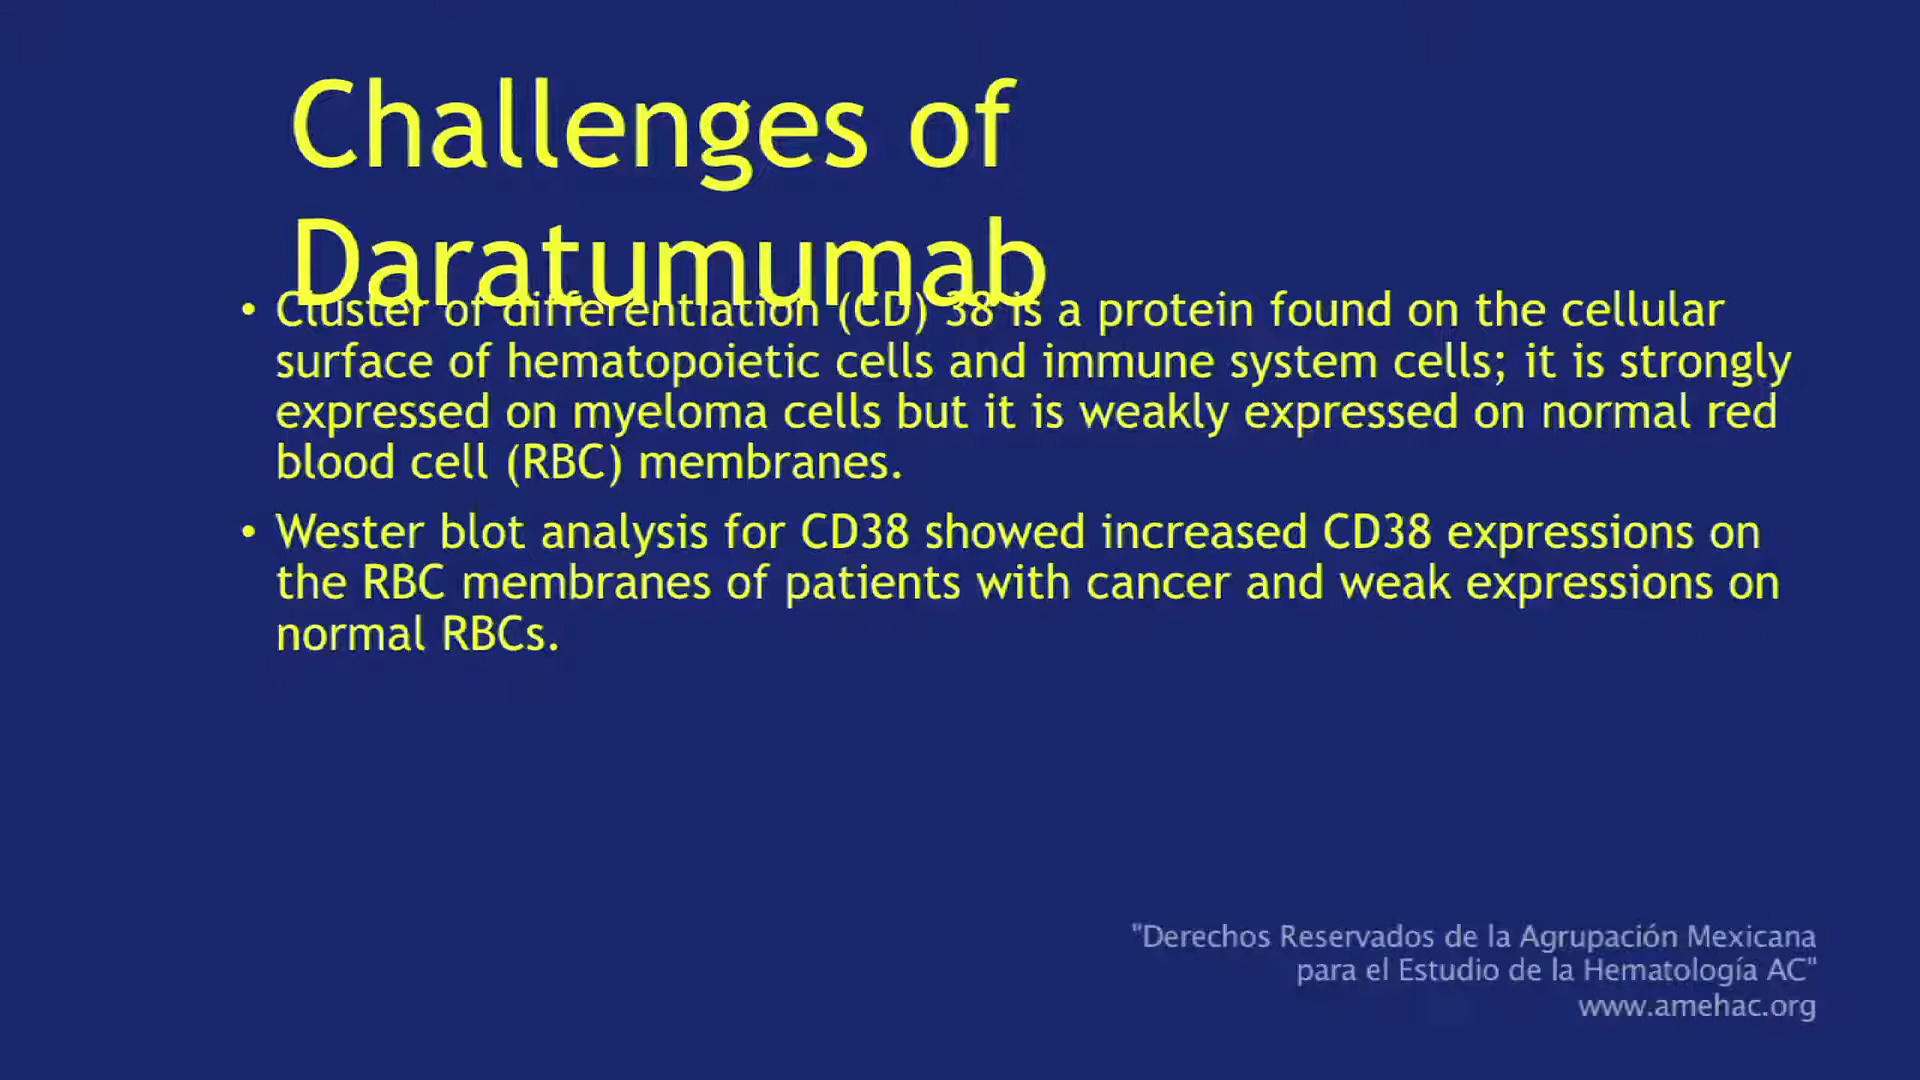 Challenges of
Daratumumab
• Cluster of differentiation (CD) 38 is a protein found on the cellular
surface of hematopoietic cells and immune system cells; it is strongly
expressed on myeloma cells but it is weakly expressed on normal red
blood cell (RBC) membranes.
• Wester blot analysis for CD38 showed increased CD38 expressions on
the RBC membranes of patients with cancer and weak expressions on
normal RBCs.
"Derechos Reservados de la Agrupación Mexicana
para el Estudio de la Hematología AC"
www.amehac.org